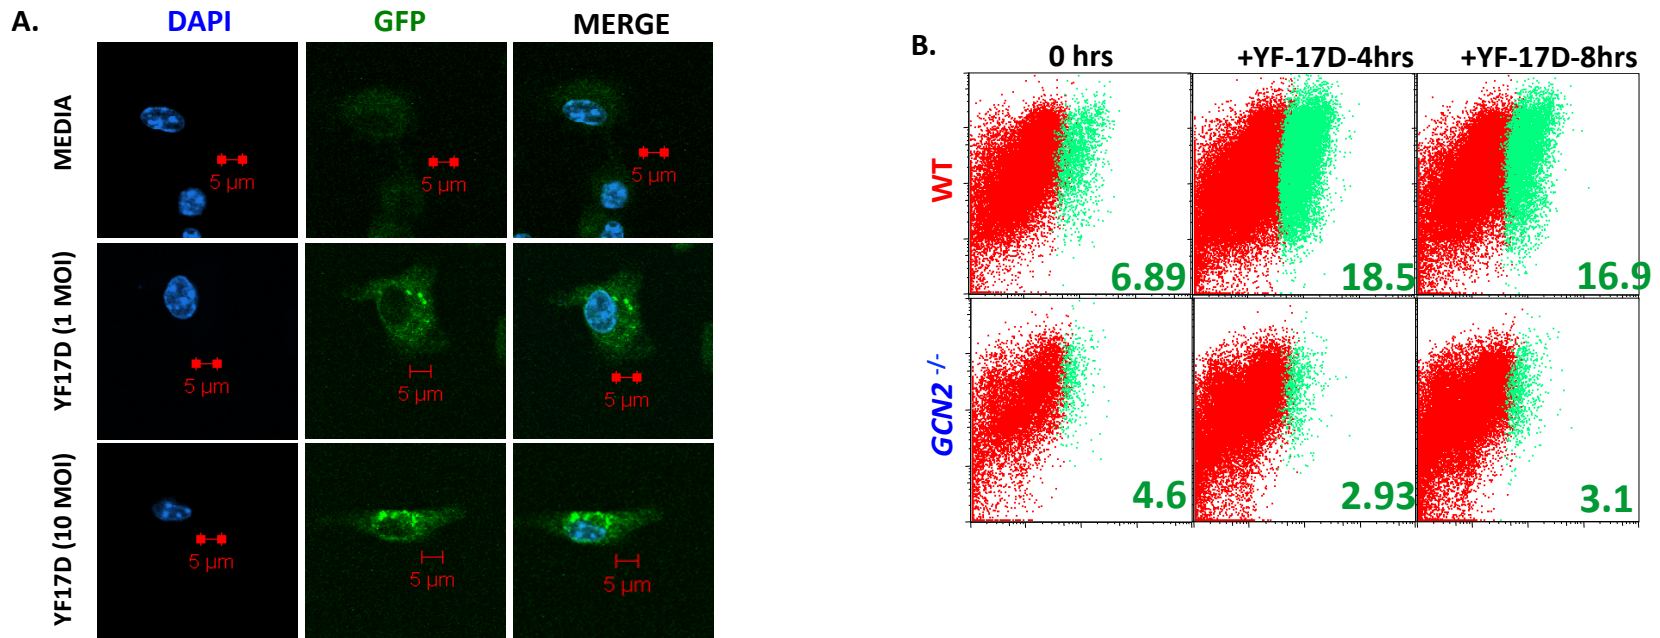 A.
DAPI GFP MERGE
MEDIA
5 µm 5 µm 5 µm
YF17D (1 MOI)
5 µm 5 µm 5 µm
YF17D (10 MOI)
5 µm 5 µm 5 µm
B.
0 hrs +YF-17D-4hrs +YF-17D-8hrs
WT
6.89 18.5 16.9
GCN2 -/-
4.6 2.93 3.1